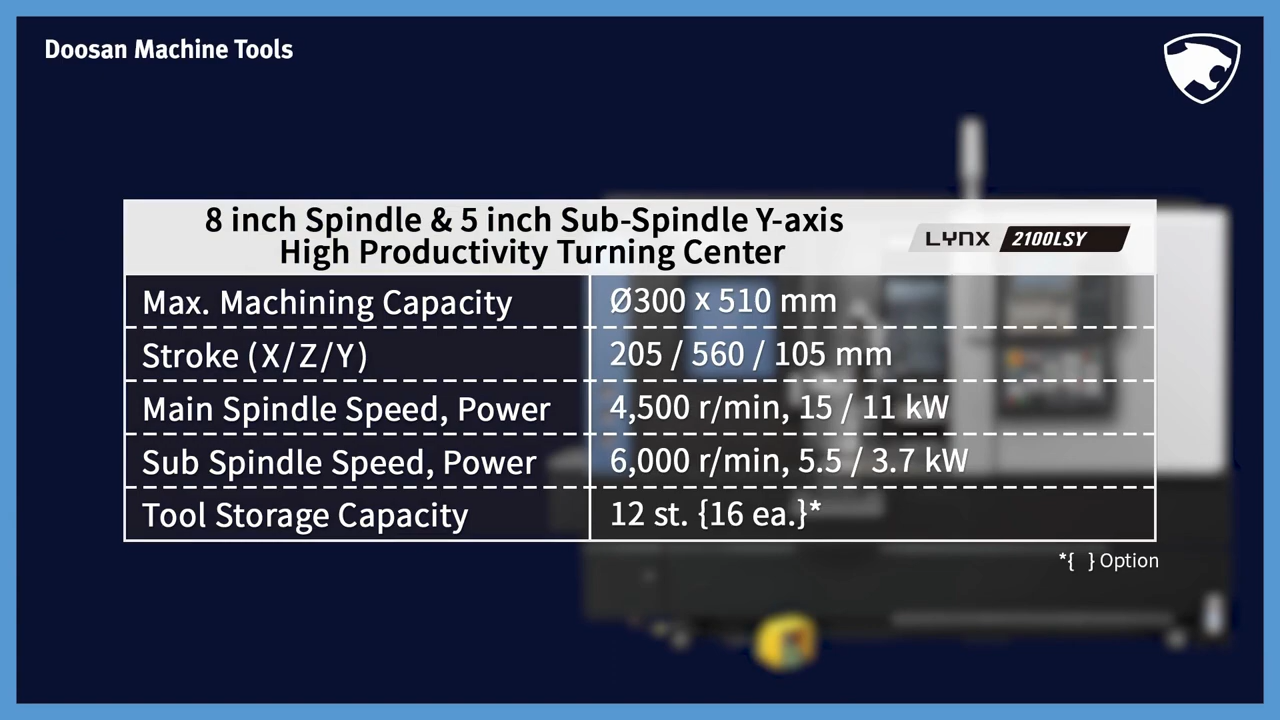 Doosan Machine Tools
8 inch Spindle & 5 inch Sub-Spindle Y-axis
High Productivity Turning Center
LYNX 2100LSY
Max. Machining Capacity Ø300 x 510 mm
Stroke (X/Z/Y) 205 / 560 / 105 mm
Main Spindle Speed, Power 4,500 r/min, 15 / 11 kW
Sub Spindle Speed, Power 6,000 r/min, 5.5 / 3.7 kW
Tool Storage Capacity 12 st. {16 ea.}*
*{ } Option